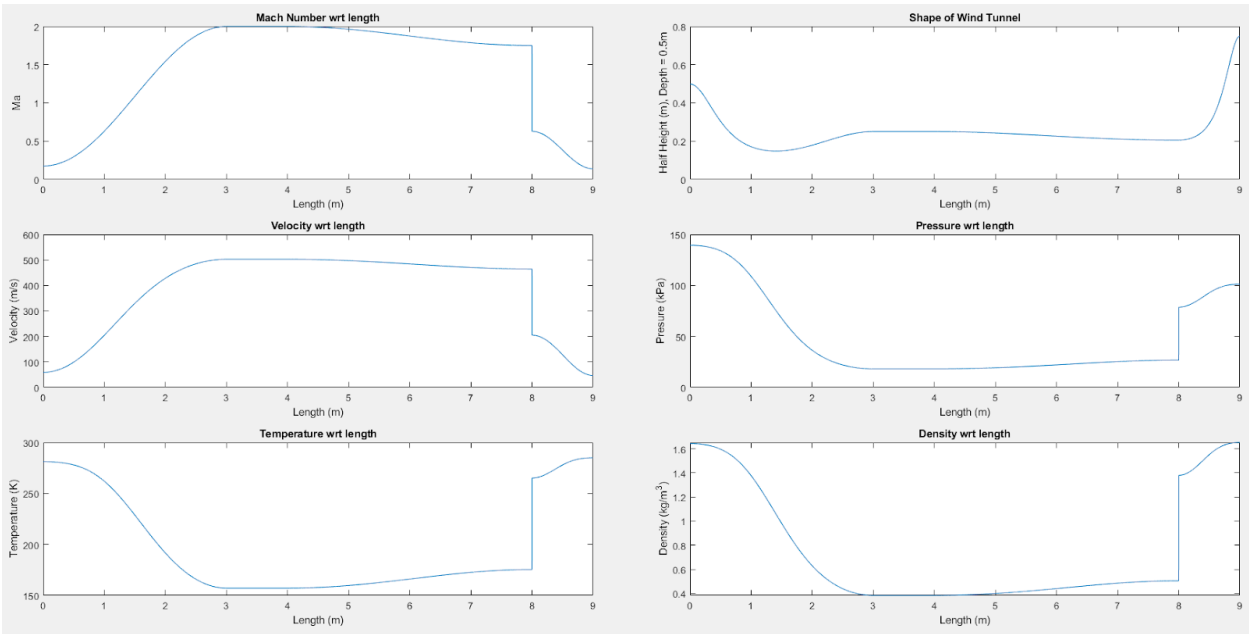 Mach Number wrt length
2
1.5
1
0.5
0
Ma
0 1 2 3 4 5 6 7 8 9
Length (m)
Shape of Wind Tunnel
0.8
0.6
0.4
0.2
0
Half Height (m), Depth = 0.5m
0 1 2 3 4 5 6 7 8 9
Length (m)
Velocity wrt length
600
500
400
300
200
100
0
Velocity (m/s)
0 1 2 3 4 5 6 7 8 9
Length (m)
Pressure wrt length
150
100
50
0
Presure (kPa)
0 1 2 3 4 5 6 7 8 9
Length (m)
Temperature wrt length
300
250
200
150
Temperature (K)
0 1 2 3 4 5 6 7 8 9
Length (m)
Density wrt length
1.6
1.4
1.2
1
0.8
0.6
0.4
Density (kg/m³)
0 1 2 3 4 5 6 7 8 9
Length (m)